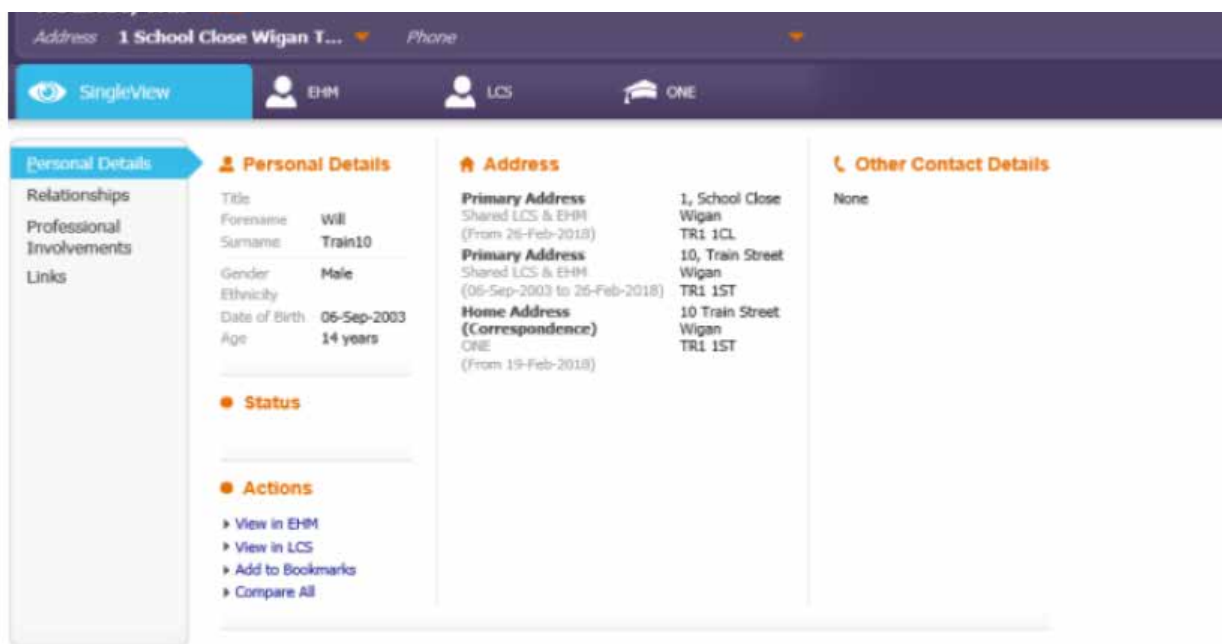 Address 1 School Close Wigan T... Phone
SingleView EHM LCS ONE
Personal Details
Relationships
Professional
Involvements
Links
Personal Details
Title
Forename Will
Surname Train10
Gender Male
Ethnicity
Date of Birth 06-Sep-2003
Age 14 years
Status
Actions
View in EHM
View in LCS
Add to Bookmarks
Compare All
Address
Primary Address 1, School Close
Shared LCS & EHM Wigan
(From 26-Feb-2018) TR1 1CL
Primary Address 10, Train Street
Shared LCS & EHM Wigan
(06-Sep-2003 to 26-Feb-2018) TR1 1ST
Home Address 10 Train Street
(Correspondence) Wigan
ONE TR1 1ST
(From 19-Feb-2018)
Other Contact Details
None